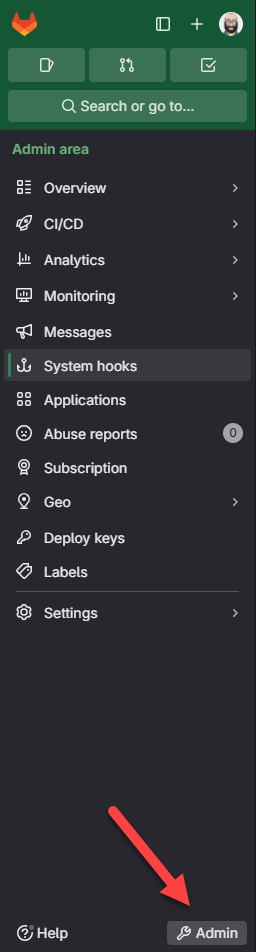 Search or go to...
Admin area
Overview
CI/CD
Analytics
Monitoring
Messages
System hooks
Applications
Abuse reports 0
Subscription
Geo
Deploy keys
Labels
Settings
Help Admin